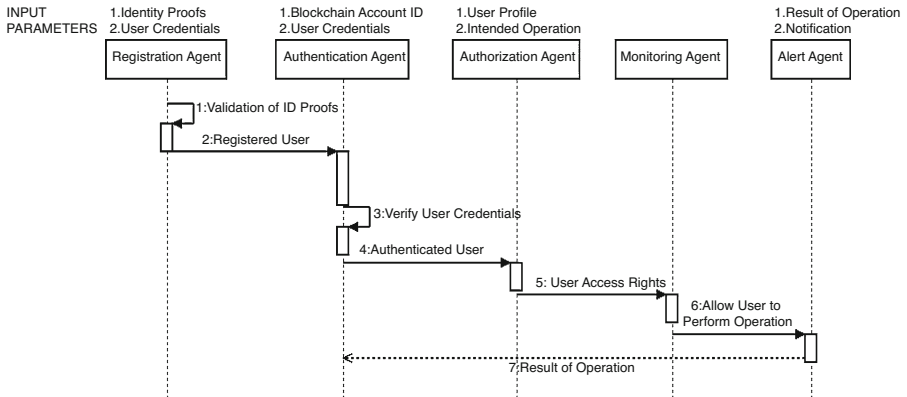 INPUT
PARAMETERS
1.Identity Proofs
2.User Credentials
1.Blockchain Account ID
2.User Credentials
1.User Profile
2.Intended Operation
1.Result of Operation
2.Notification
Registration Agent
Authentication Agent
Authorization Agent
Monitoring Agent
Alert Agent
1:Validation of ID Proofs
2:Registered User
3:Verify User Credentials
4:Authenticated User
5: User Access Rights
6:Allow User to
Perform Operation
7:Result of Operation